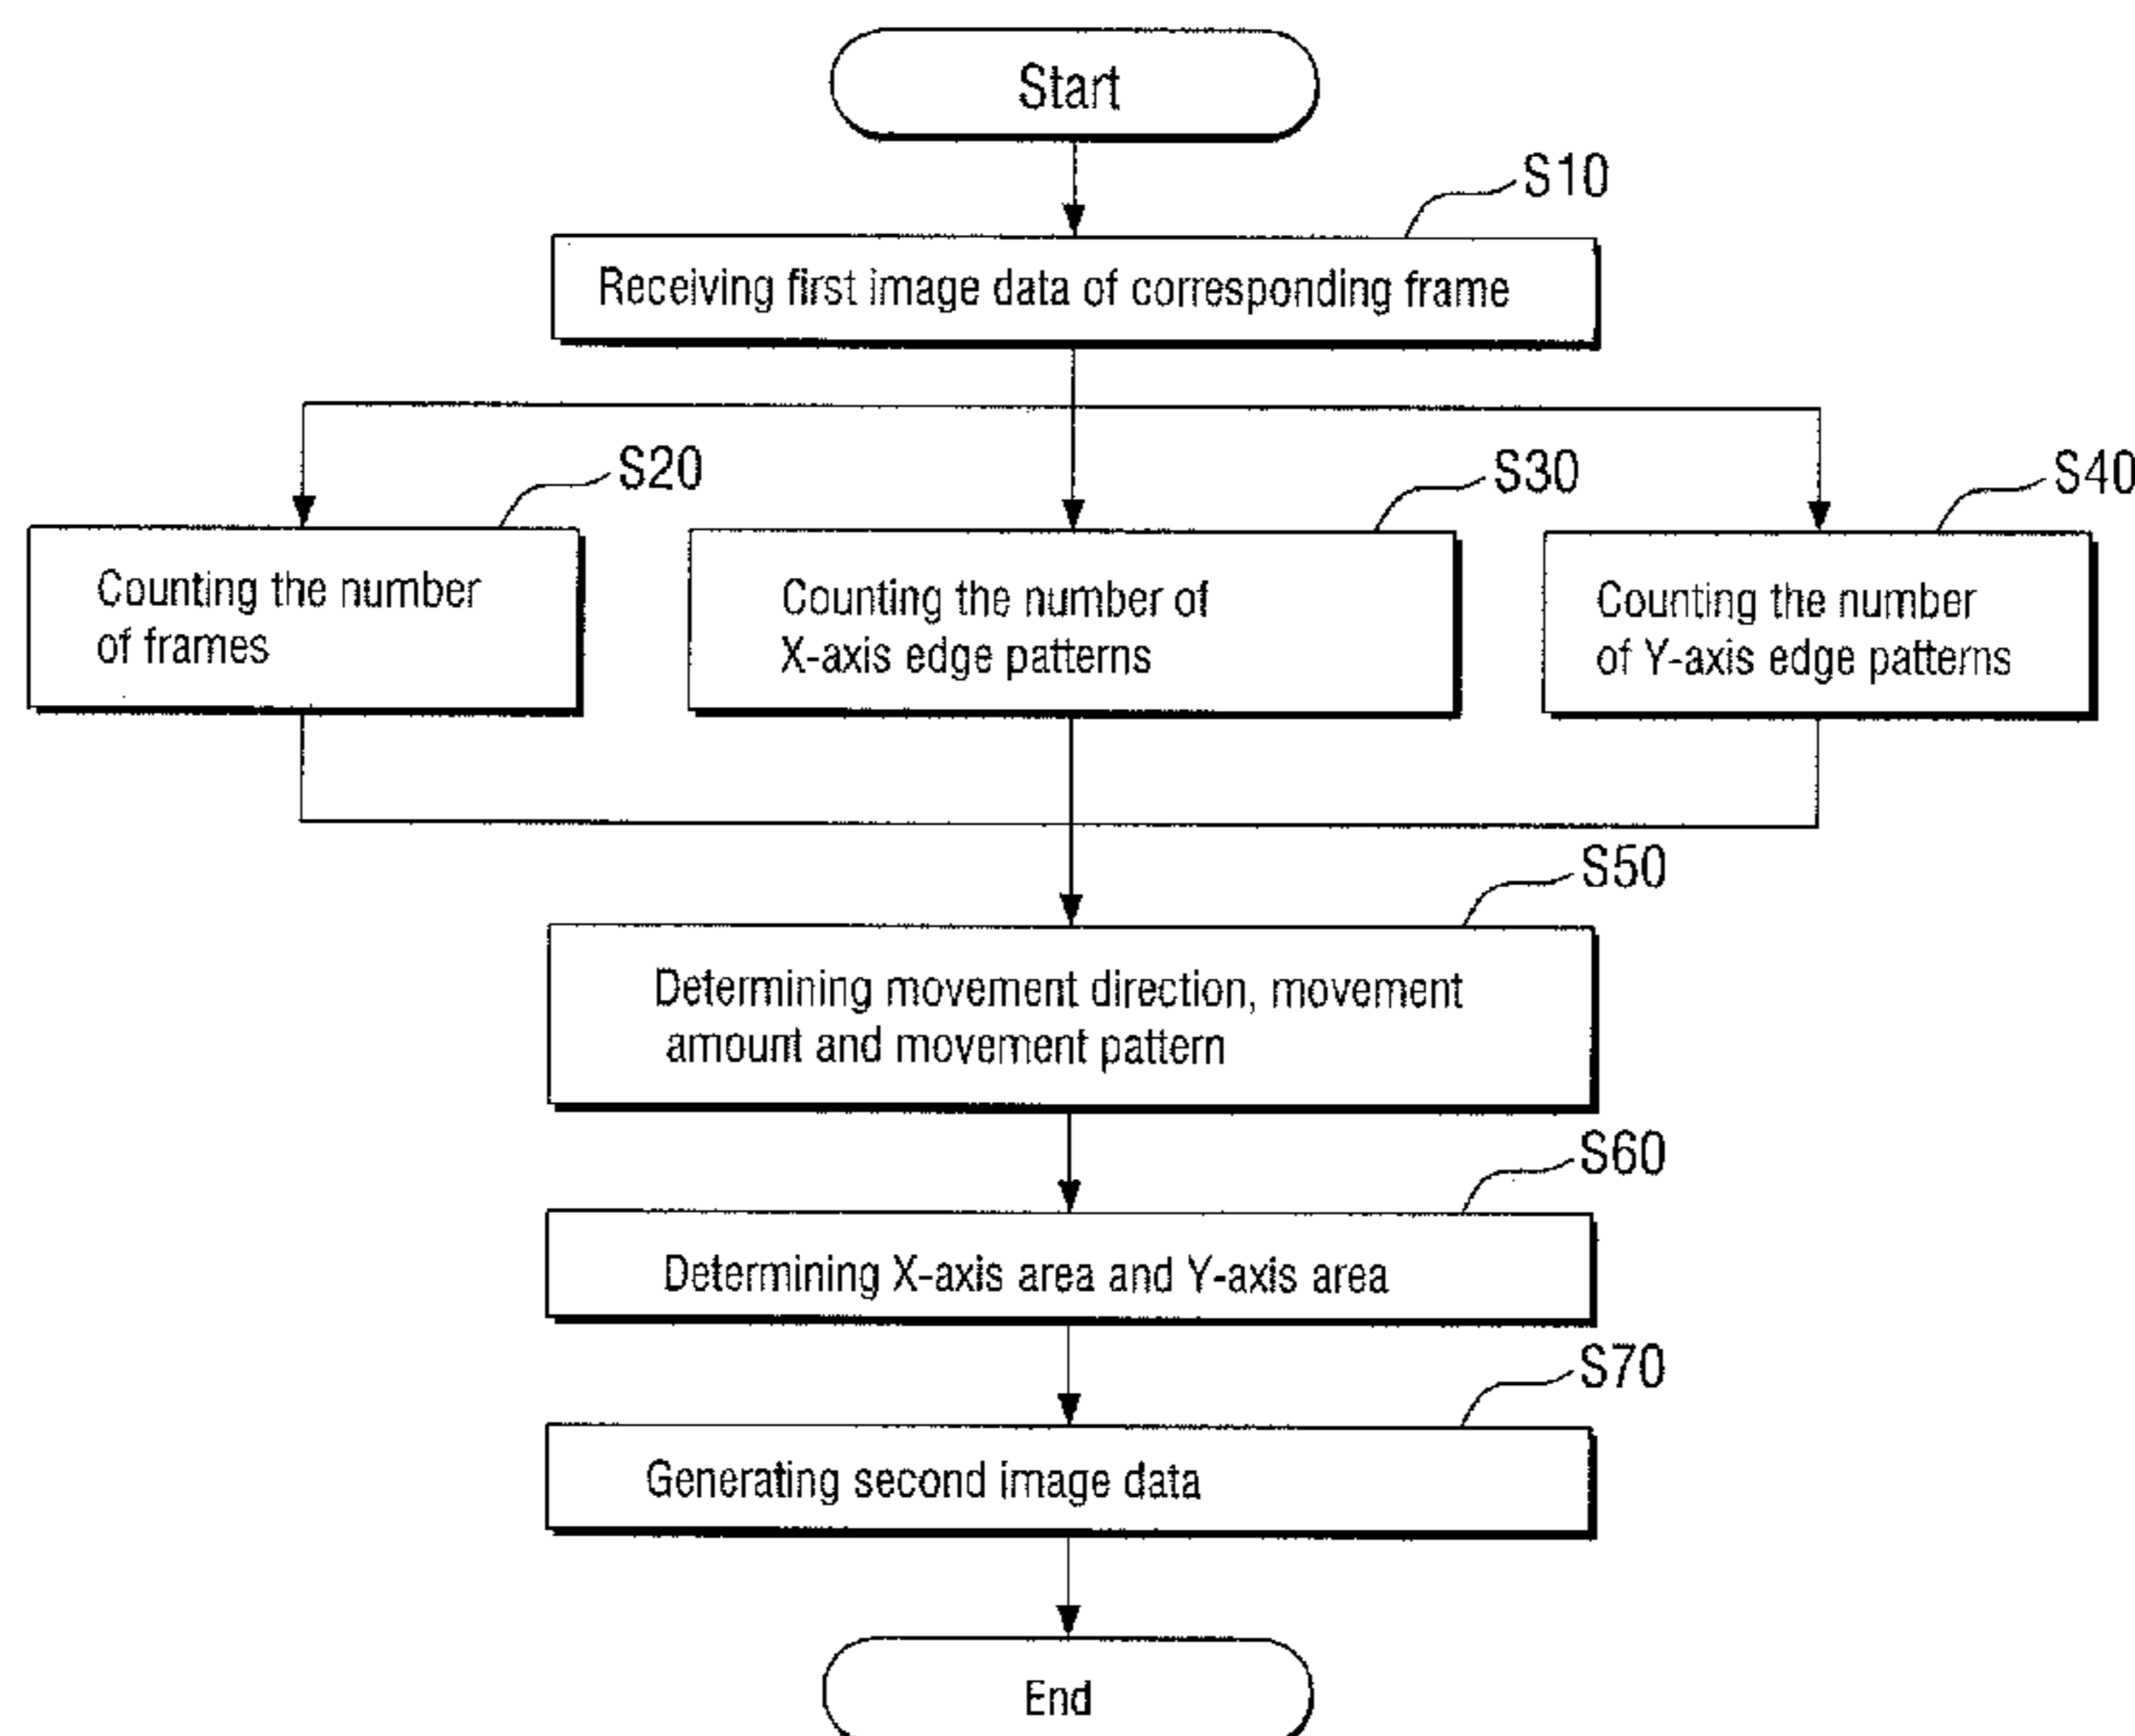 Start
S10
Receiving first image data of corresponding frame
S20
S30
S40
Counting the number
of frames
Counting the number of
X-axis edge patterns
Counting the number
of Y-axis edge patterns
S50
Determining movement direction, movement
amount and movement pattern
S60
Determining X-axis area and Y-axis area
S70
Generating second image data
End